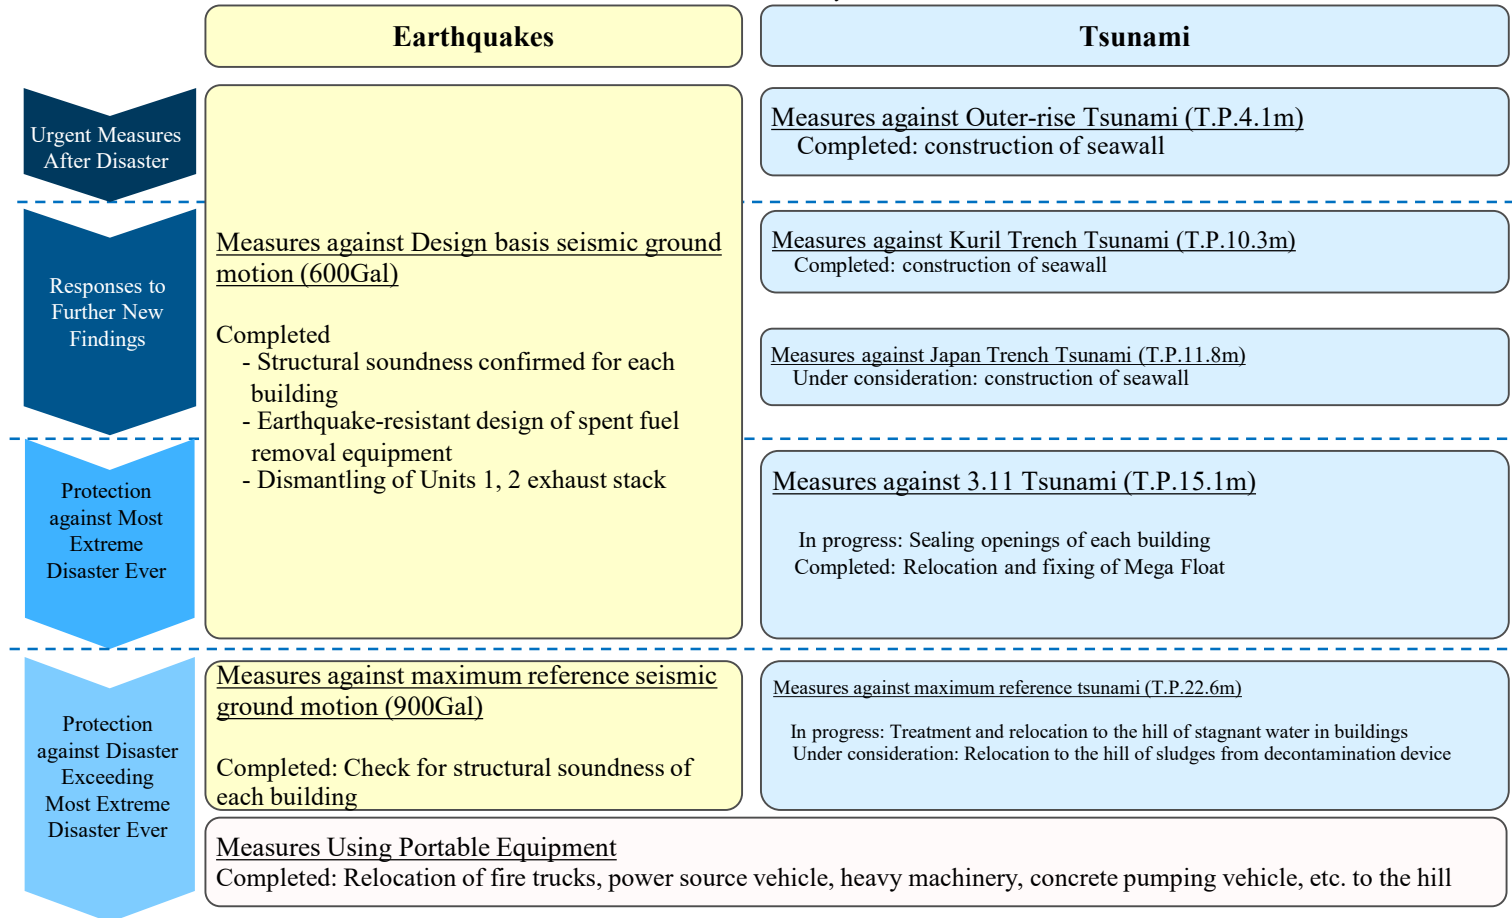 Earthquakes
Tsunami
Urgent Measures
After Disaster
Measures against Outer-rise Tsunami (T.P.4.1m)
Completed: construction of seawall
Responses to
Further New
Findings
Measures against Design basis seismic ground
motion (600Gal)
Completed
- Structural soundness confirmed for each
building
- Earthquake-resistant design of spent fuel
removal equipment
- Dismantling of Units 1, 2 exhaust stack
Measures against Kuril Trench Tsunami (T.P.10.3m)
Completed: construction of seawall
Measures against Japan Trench Tsunami (T.P.11.8m)
Under consideration: construction of seawall
Protection
against Most
Extreme
Disaster Ever
Measures against 3.11 Tsunami (T.P.15.1m)
In progress: Sealing openings of each building
Completed: Relocation and fixing of Mega Float
Protection
against Disaster
Exceeding
Most Extreme
Disaster Ever
Measures against maximum reference seismic
ground motion (900Gal)
Completed: Check for structural soundness of
each building
Measures against maximum reference tsunami (T.P.22.6m)
In progress: Treatment and relocation to the hill of stagnant water in buildings
Under consideration: Relocation to the hill of sludges from decontamination device
Measures Using Portable Equipment
Completed: Relocation of fire trucks, power source vehicle, heavy machinery, concrete pumping vehicle, etc. to the hill